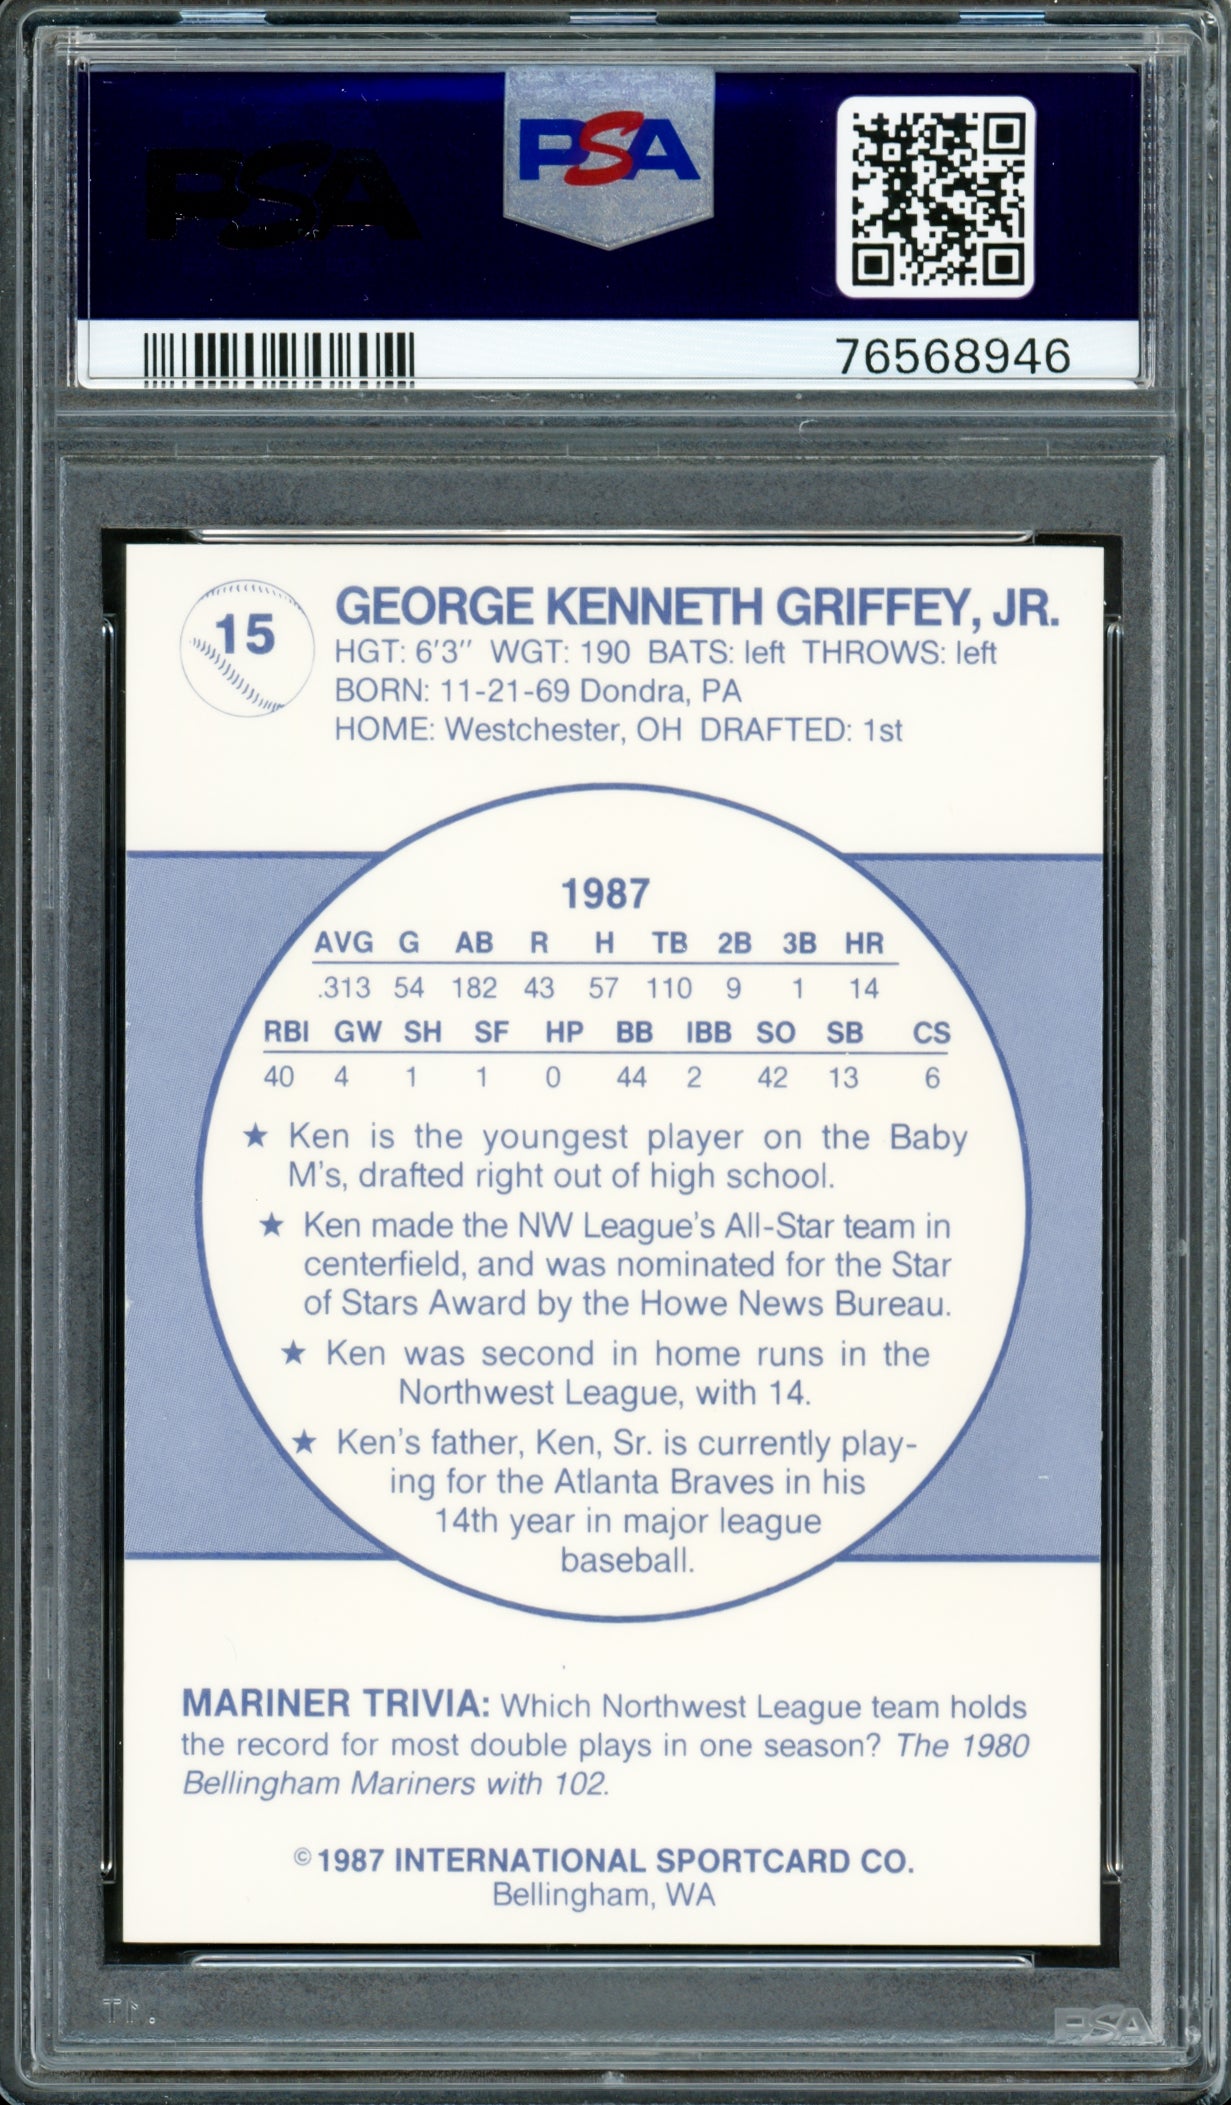 PSA
PSA
76568946
15
GEORGE KENNETH GRIFFEY, JR.
HGT: 6'3" WGT: 190 BATS: left THROWS: left
BORN: 11-21-69 Dondra, PA
HOME: Westchester, OH DRAFTED: 1st
1987
AVG G AB R H TB 2B 3B HR
.313 54 182 43 57 110 9 1 14
RBI GW SH SF HP BB IBB SO SB CS
40 4 1 1 0 44 2 42 13 6
★ Ken is the youngest player on the Baby
M's, drafted right out of high school.
★ Ken made the NW League's All-Star team in
centerfield, and was nominated for the Star
of Stars Award by the Howe News Bureau.
★ Ken was second in home runs in the
Northwest League, with 14.
★ Ken's father, Ken, Sr. is currently play-
ing for the Atlanta Braves in his
14th year in major league
baseball.
MARINER TRIVIA: Which Northwest League team holds
the record for most double plays in one season? The 1980
Bellingham Mariners with 102.
© 1987 INTERNATIONAL SPORTCARD CO.
Bellingham, WA
PSA